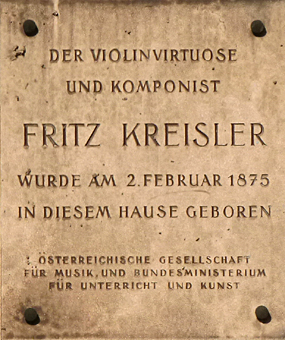 DER VIOLINVIRTUOSE
UND KOMPONIST
FRITZ KREISLER
WURDE AM 2. FEBRUAR 1875
IN DIESEM HAUSE GEBOREN
ÖSTERREICHISCHE GESELLSCHAFT
FÜR MUSIK, UND BUNDESMINISTERIUM
FÜR UNTERRICHT UND KUNST